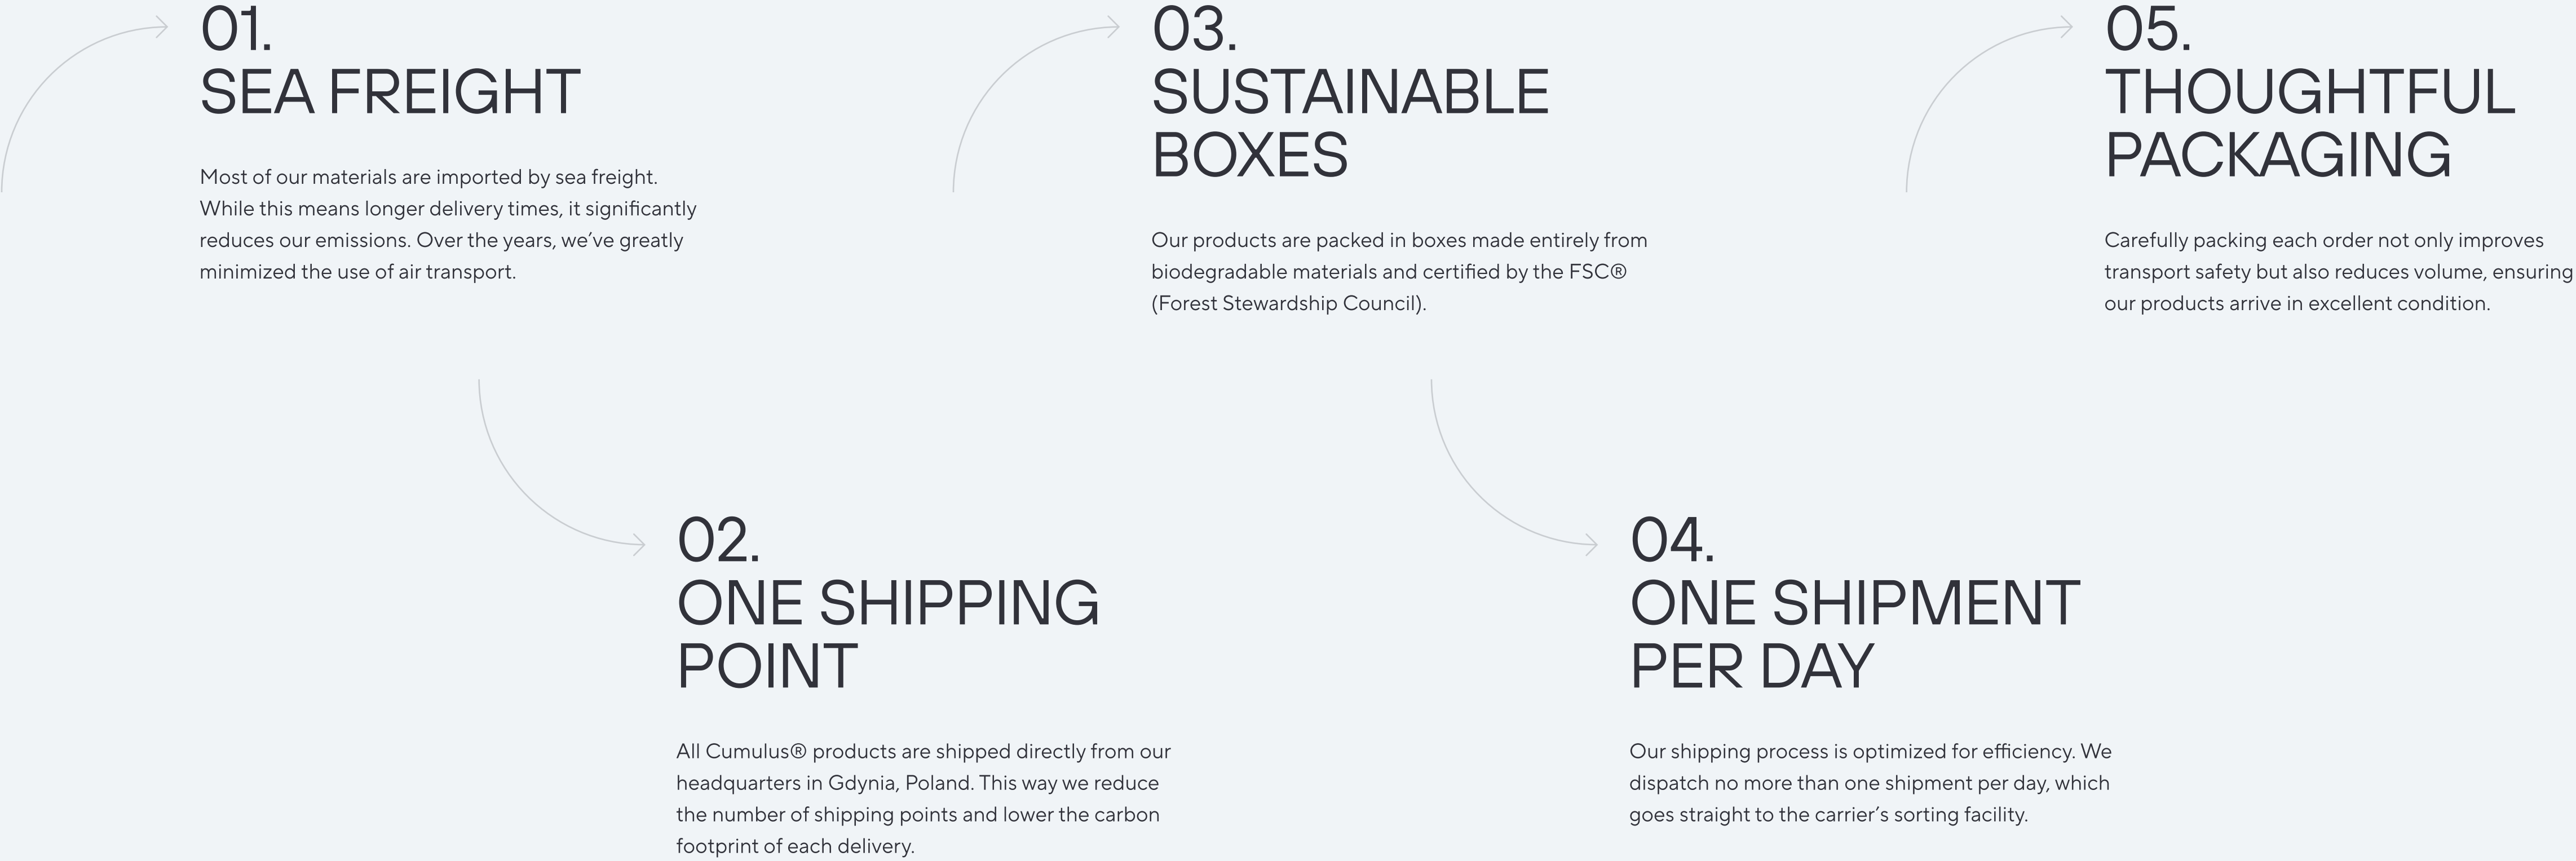 01.
SEA FREIGHT
Most of our materials are imported by sea freight.
While this means longer delivery times, it significantly
reduces our emissions. Over the years, we’ve greatly
minimized the use of air transport.
02.
ONE SHIPPING
POINT
All Cumulus® products are shipped directly from our
headquarters in Gdynia, Poland. This way we reduce
the number of shipping points and lower the carbon
footprint of each delivery.
03.
SUSTAINABLE
BOXES
Our products are packed in boxes made entirely from
biodegradable materials and certified by the FSC®
(Forest Stewardship Council).
04.
ONE SHIPMENT
PER DAY
Our shipping process is optimized for efficiency. We
dispatch no more than one shipment per day, which
goes straight to the carrier’s sorting facility.
05.
THOUGHTFUL
PACKAGING
Carefully packing each order not only improves
transport safety but also reduces volume, ensuring
our products arrive in excellent condition.